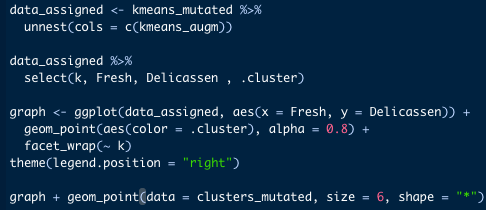 data_assigned <- kmeans_mutated %>%
  unnest(cols = c(kmeans_augm))

data_assigned %>%
  select(k, Fresh, Delicassen , .cluster)

graph <- ggplot(data_assigned, aes(x = Fresh, y = Delicassen)) +
  geom_point(aes(color = .cluster), alpha = 0.8) +
  facet_wrap(~ k)
theme(legend.position = "right")

graph + geom_point(data = clusters_mutated, size = 6, shape = "*")